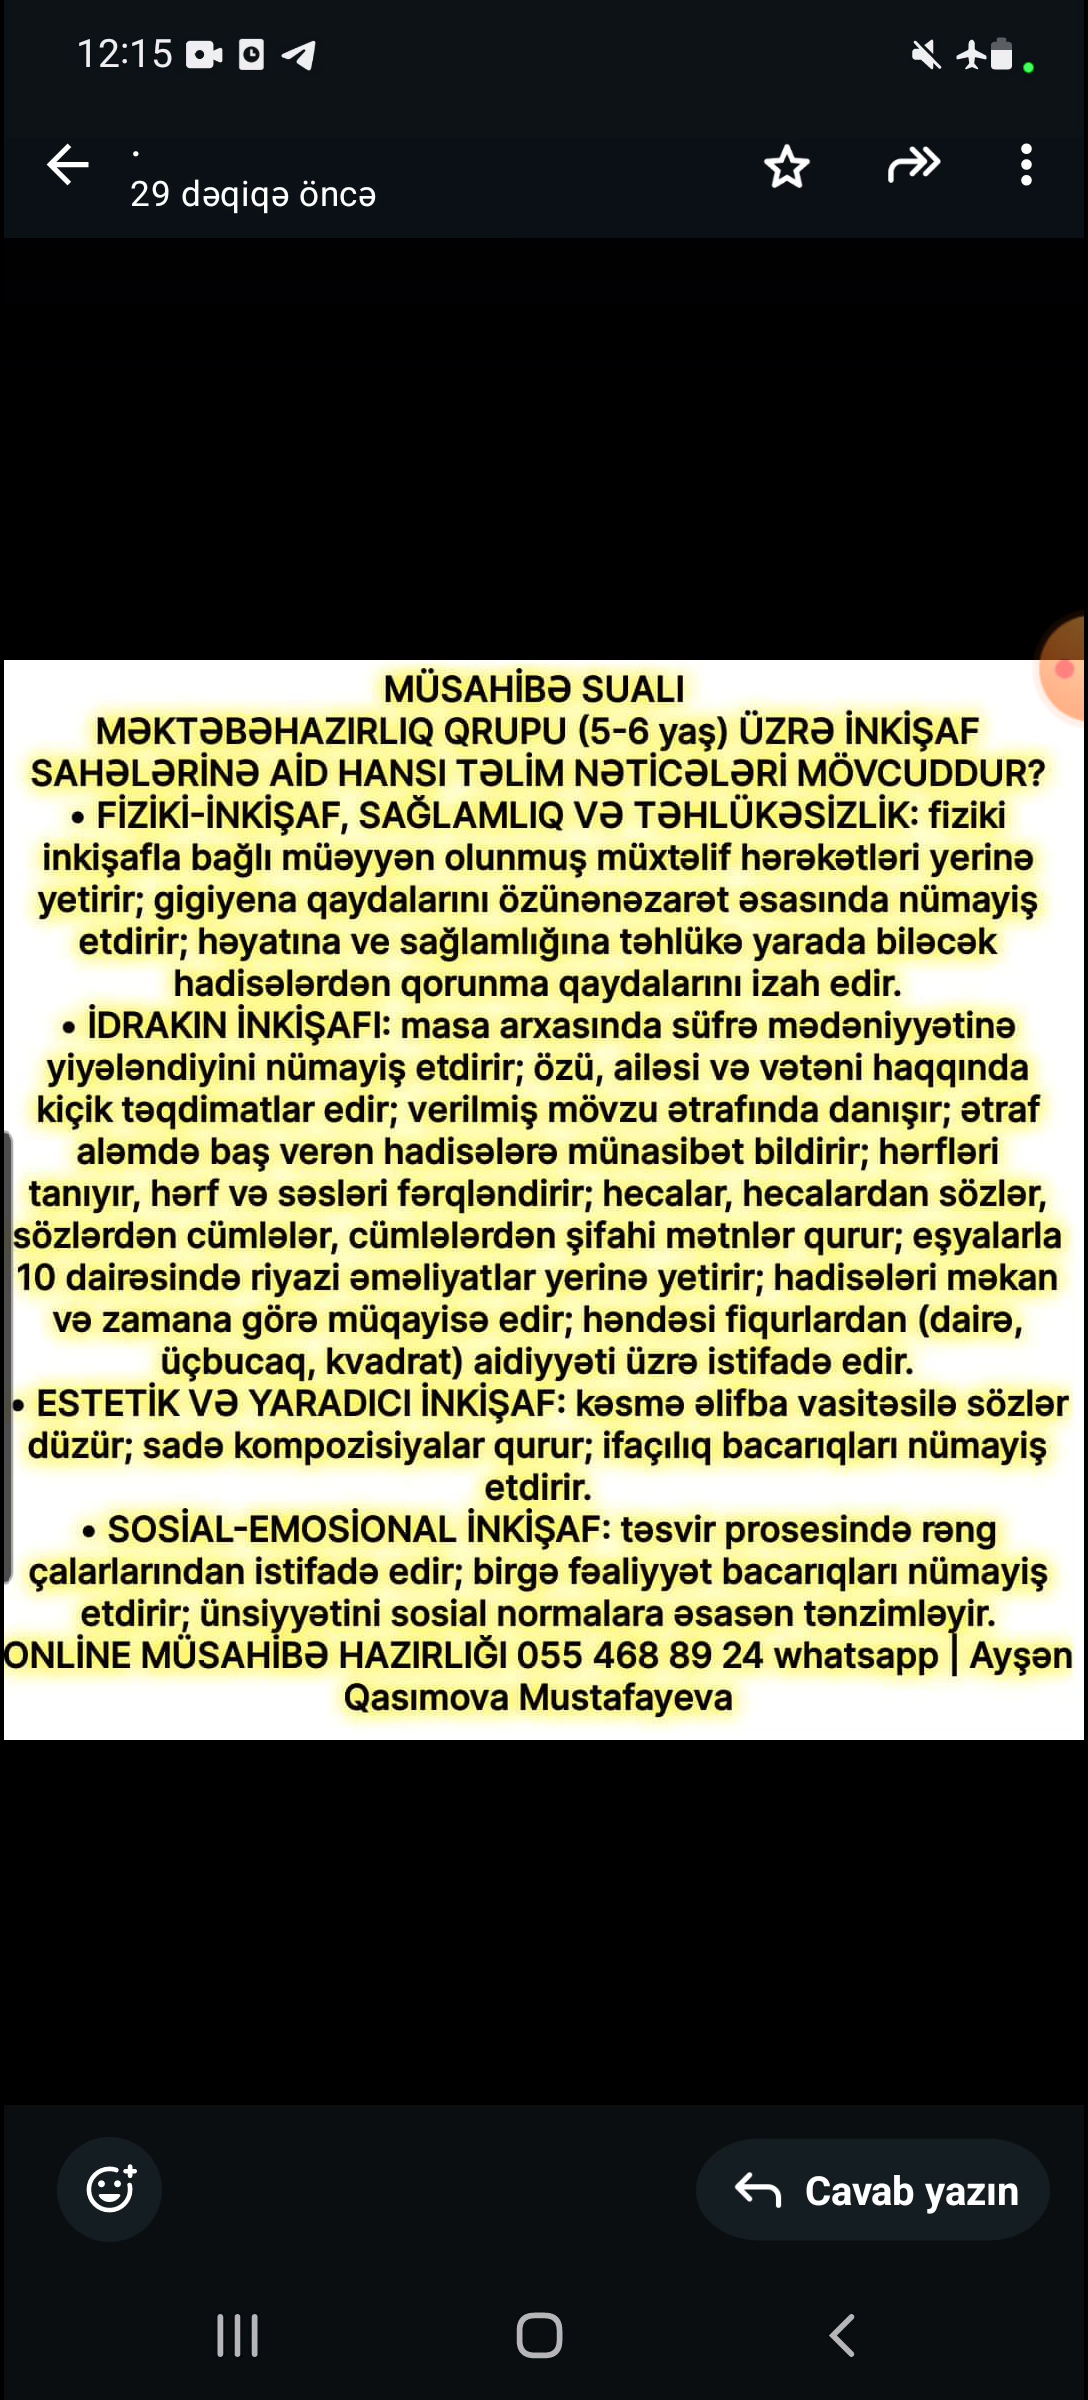 12:15
.
29 dəqiqə öncə
MÜSAHİBƏ SUALI
MƏKTƏBƏHAZIRLIQ QRUPU (5-6 yaş) ÜZRƏ İNKİŞAF
SAHƏLƏRİNƏ AİD HANSI TƏLİM NƏTİCƏLƏRİ MÖVCUDDUR?
• FİZİKİ-İNKİŞAF, SAĞLAMLIQ VƏ TƏHLÜKƏSİZLİK: fiziki
inkişafla bağlı müəyyən olunmuş müxtəlif hərəkətləri yerinə
yetirir; gigiyena qaydalarını özünənəzarət əsasında nümayiş
etdirir; həyatına ve sağlamlığına təhlükə yarada biləcək
hadisələrdən qorunma qaydalarını izah edir.
• İDRAKIN İNKİŞAFI: masa arxasında süfrə mədəniyyətinə
yiyələndiyini nümayiş etdirir; özü, ailəsi və vətəni haqqında
kiçik təqdimatlar edir; verilmiş mövzu ətrafında danışır; ətraf
aləmdə baş verən hadisələrə münasibət bildirir; hərfləri
tanıyır, hərf və səsləri fərqləndirir; hecalar, hecalardan sözlər,
sözlərdən cümlələr, cümlələrdən şifahi mətnlər qurur; eşyalarla
10 dairəsində riyazi əməliyatlar yerinə yetirir; hadisələri məkan
və zamana görə müqayisə edir; həndəsi fiqurlardan (dairə,
üçbucaq, kvadrat) aidiyyəti üzrə istifadə edir.
• ESTETİK VƏ YARADICI İNKİŞAF: kəsmə əlifba vasitəsilə sözlər
düzür; sadə kompozisiyalar qurur; ifaçılıq bacarıqları nümayiş
etdirir.
• SOSİAL-EMOSİONAL İNKİŞAF: təsvir prosesində rəng
çalarlarından istifadə edir; birgə fəaliyyət bacarıqları nümayiş
etdirir; ünsiyyətini sosial normalara əsasən tənzimləyir.
ONLİNE MÜSAHİBƏ HAZIRLIĞI 055 468 89 24 whatsapp | Ayşən
Qasımova Mustafayeva
Cavab yazın